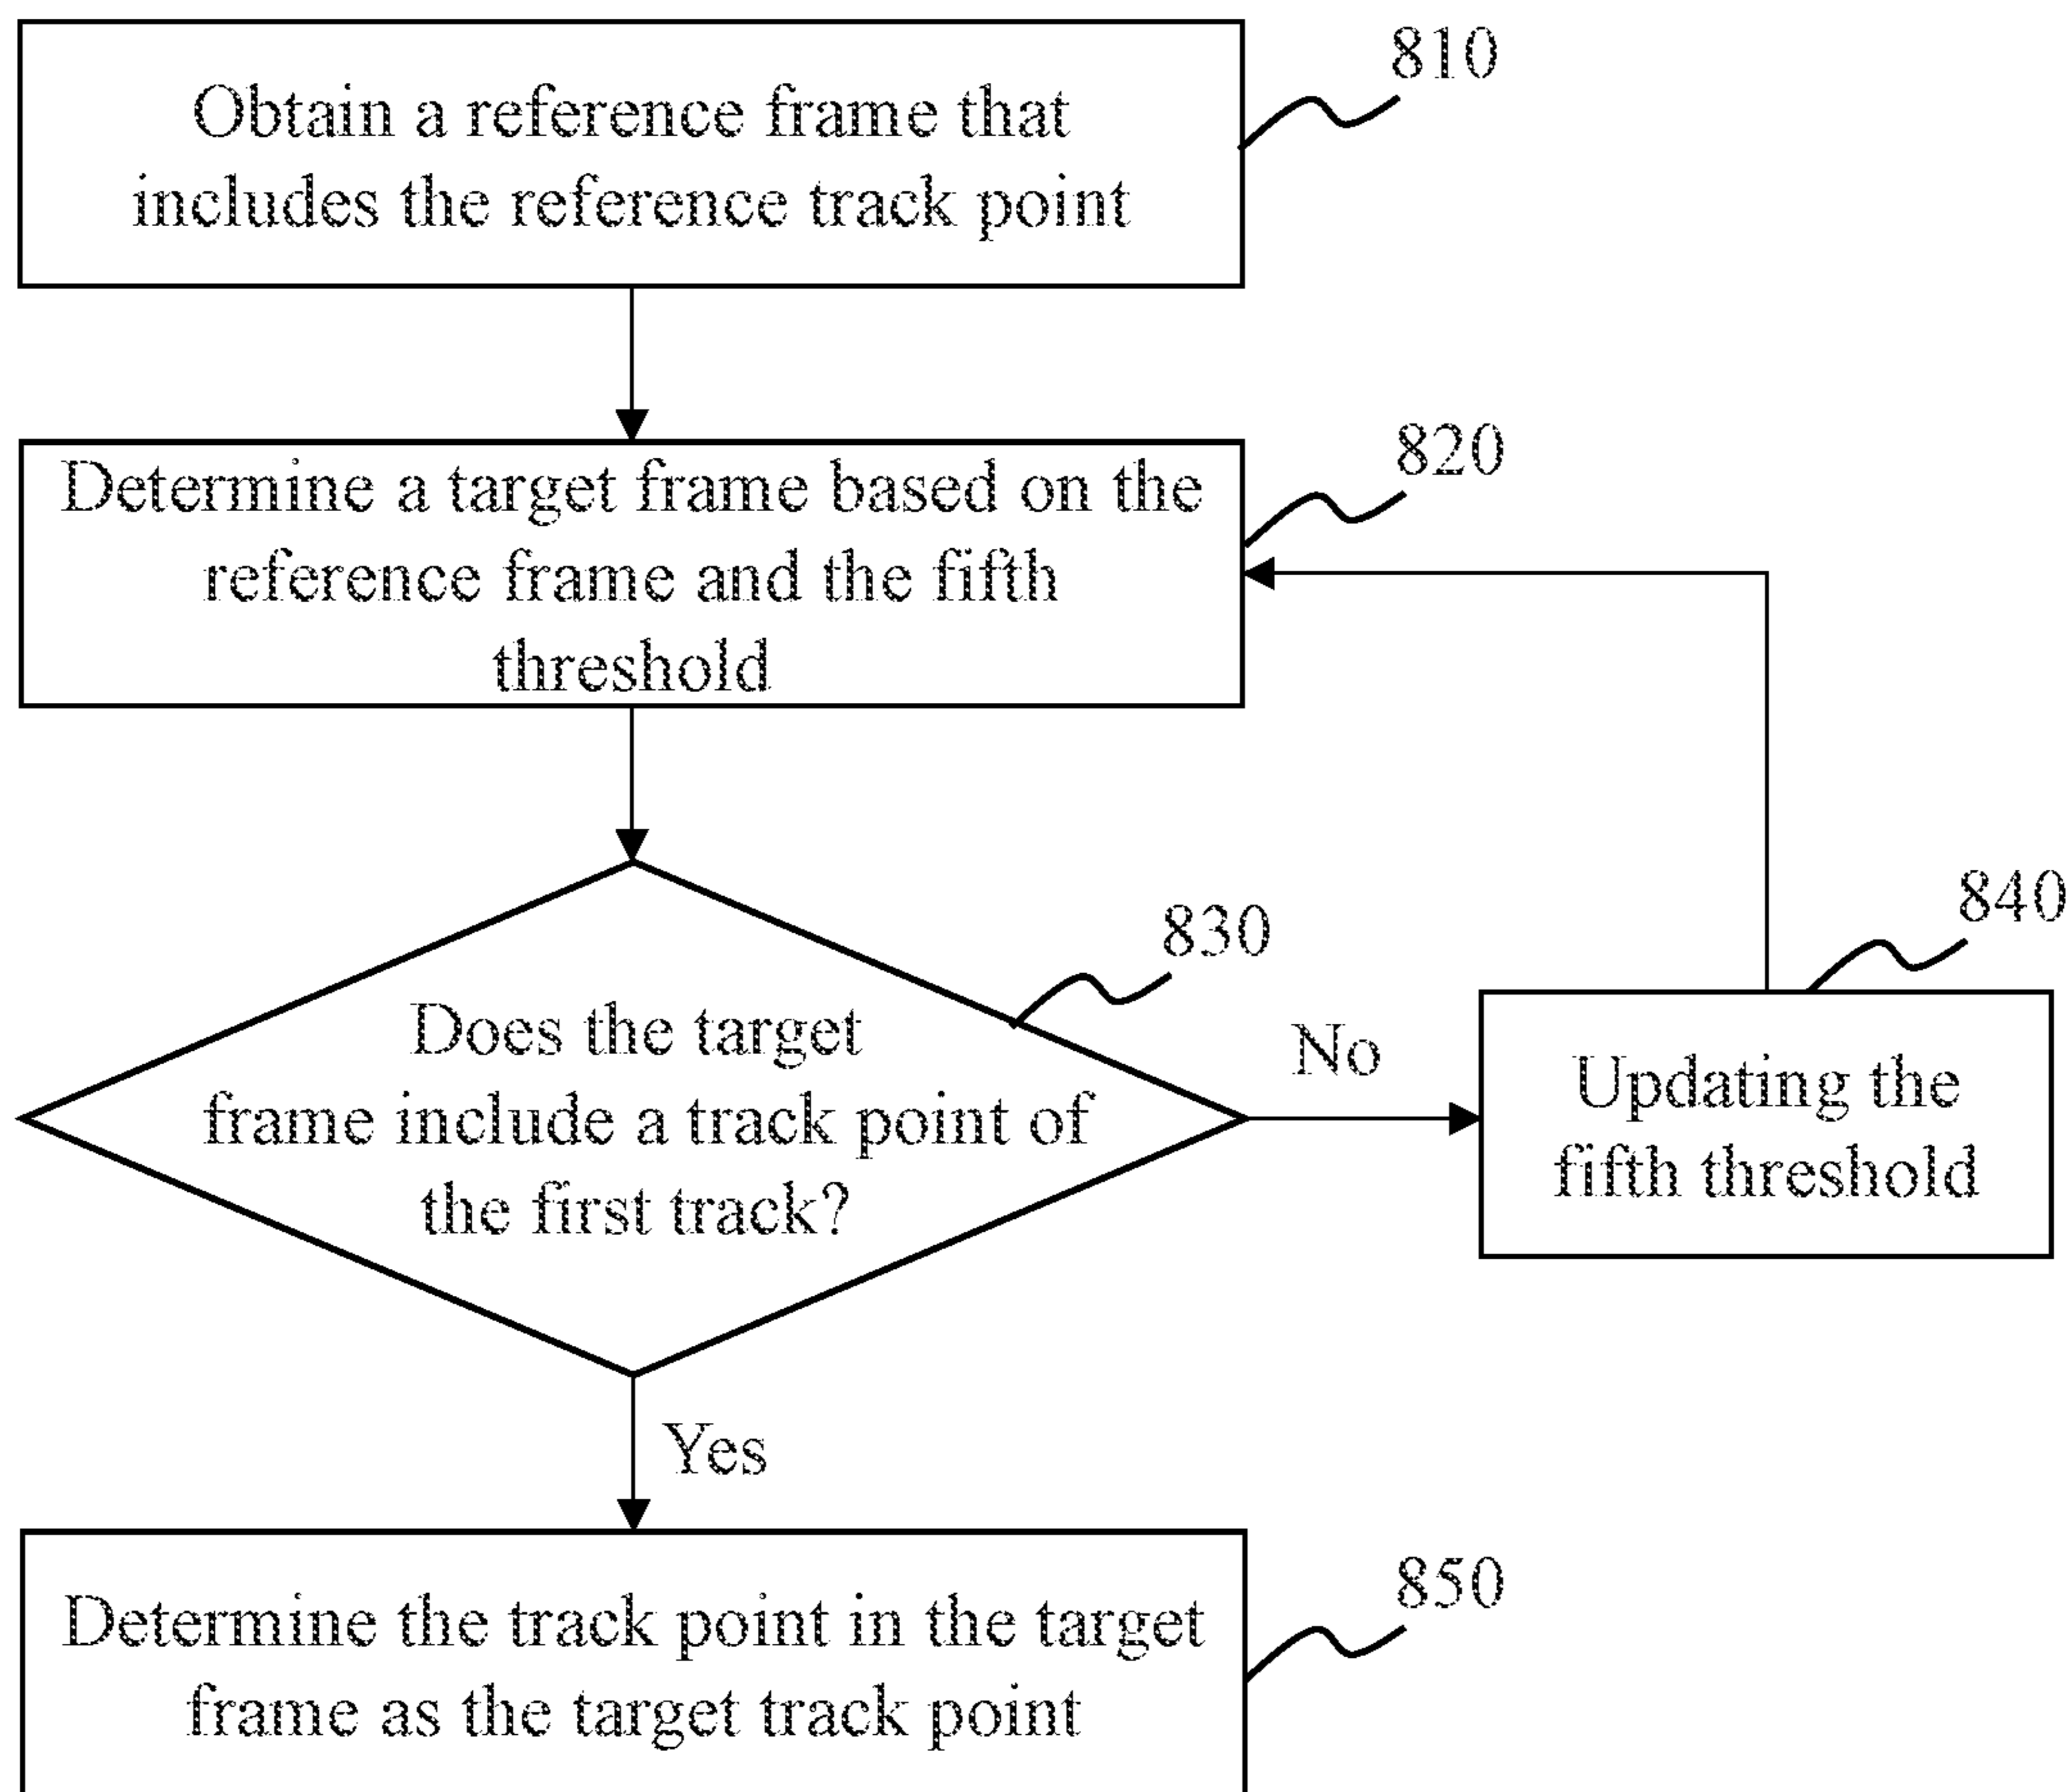 810
Obtain a reference frame that
includes the reference track point
820
Determine a target frame based on the
reference frame and the fifth
threshold
830
Does the target
frame include a track point of
the first track?
No
840
Updating the
fifth threshold
Yes
850
Determine the track point in the target
frame as the target track point